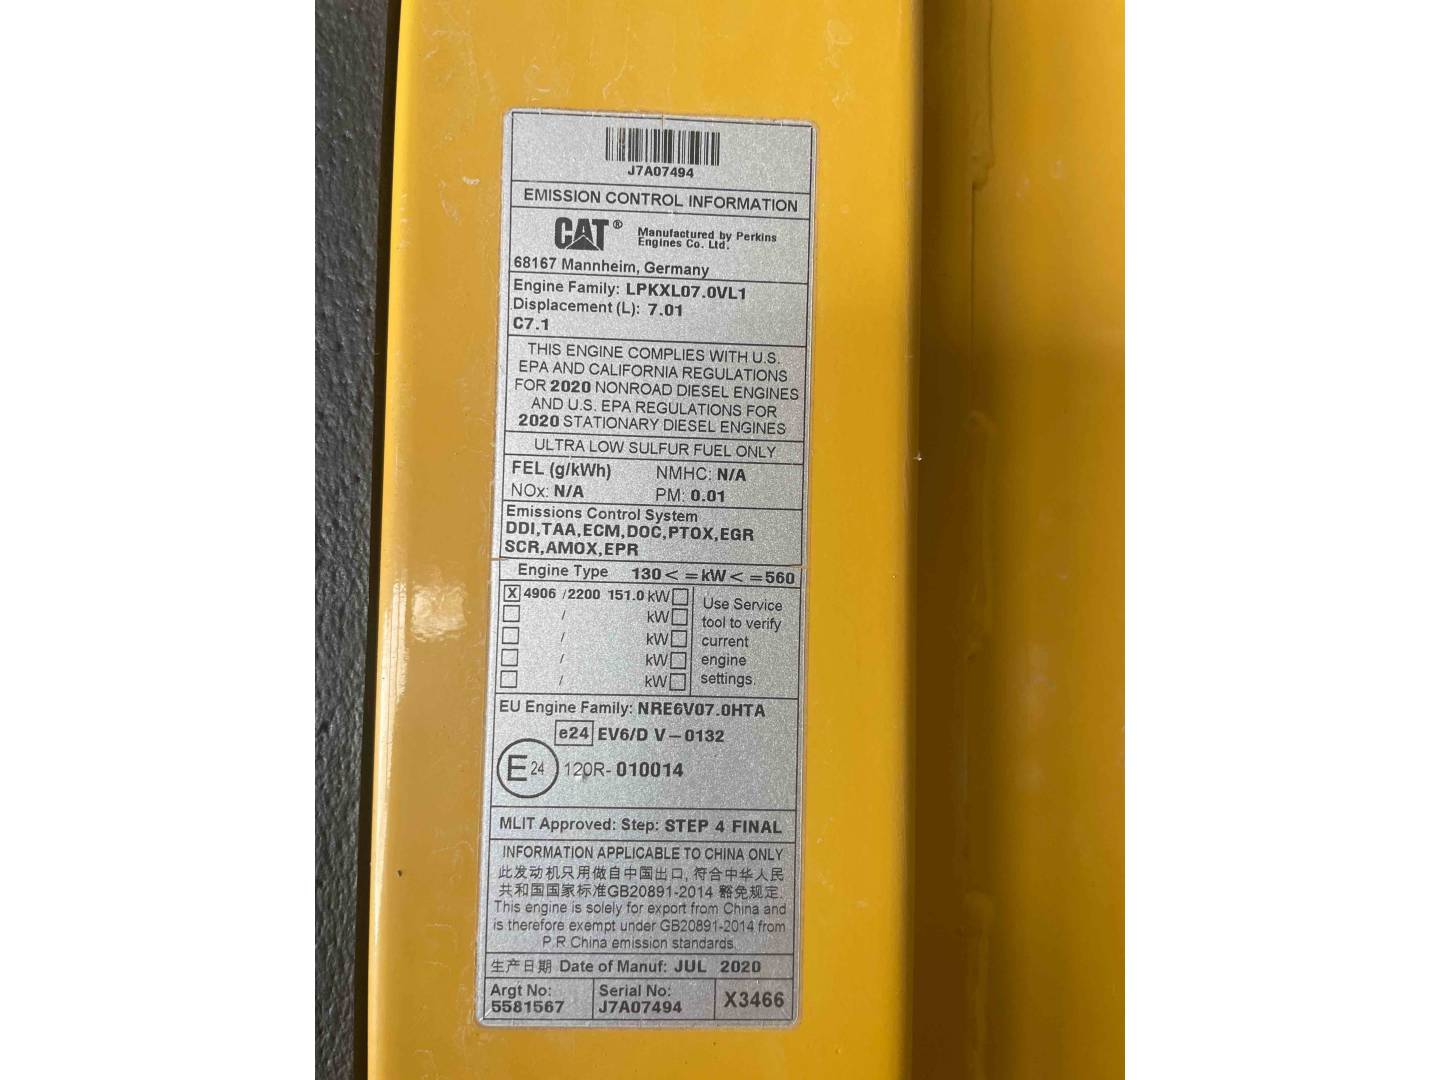 J7A07494
EMISSION CONTROL INFORMATION
CAT® Manufactured by Perkins
Engines Co. Ltd.
68167 Mannheim, Germany
Engine Family: LPKXL07.0VL1
Displacement (L): 7.01
C7.1
THIS ENGINE COMPLIES WITH U.S.
EPA AND CALIFORNIA REGULATIONS
FOR 2020 NONROAD DIESEL ENGINES
AND U.S. EPA REGULATIONS FOR
2020 STATIONARY DIESEL ENGINES
ULTRA LOW SULFUR FUEL ONLY
FEL (g/kWh) NMHC: N/A
NOx: N/A PM: 0.01
Emissions Control System
DDI,TAA,ECM,DOC,PTOX,EGR
SCR,AMOX,EPR
Engine Type 130 < = kW < = 560
X 4906 /2200 151.0 kW
/ kW
/ kW
/ kW
/ kW
Use Service
tool to verify
current
engine
settings.
EU Engine Family: NRE6V07.0HTA
e24 EV6/D V – 0132
E 24 120R- 010014
MLIT Approved: Step: STEP 4 FINAL
INFORMATION APPLICABLE TO CHINA ONLY
此发动机只用做自中国出口, 符合中华人民
共和国国家标准GB20891-2014 豁免规定.
This engine is solely for export from China and
is therefore exempt under GB20891-2014 from
P.R.China emission standards.
生产日期 Date of Manuf: JUL 2020
Argt No: Serial No:
5581567 J7A07494 X3466